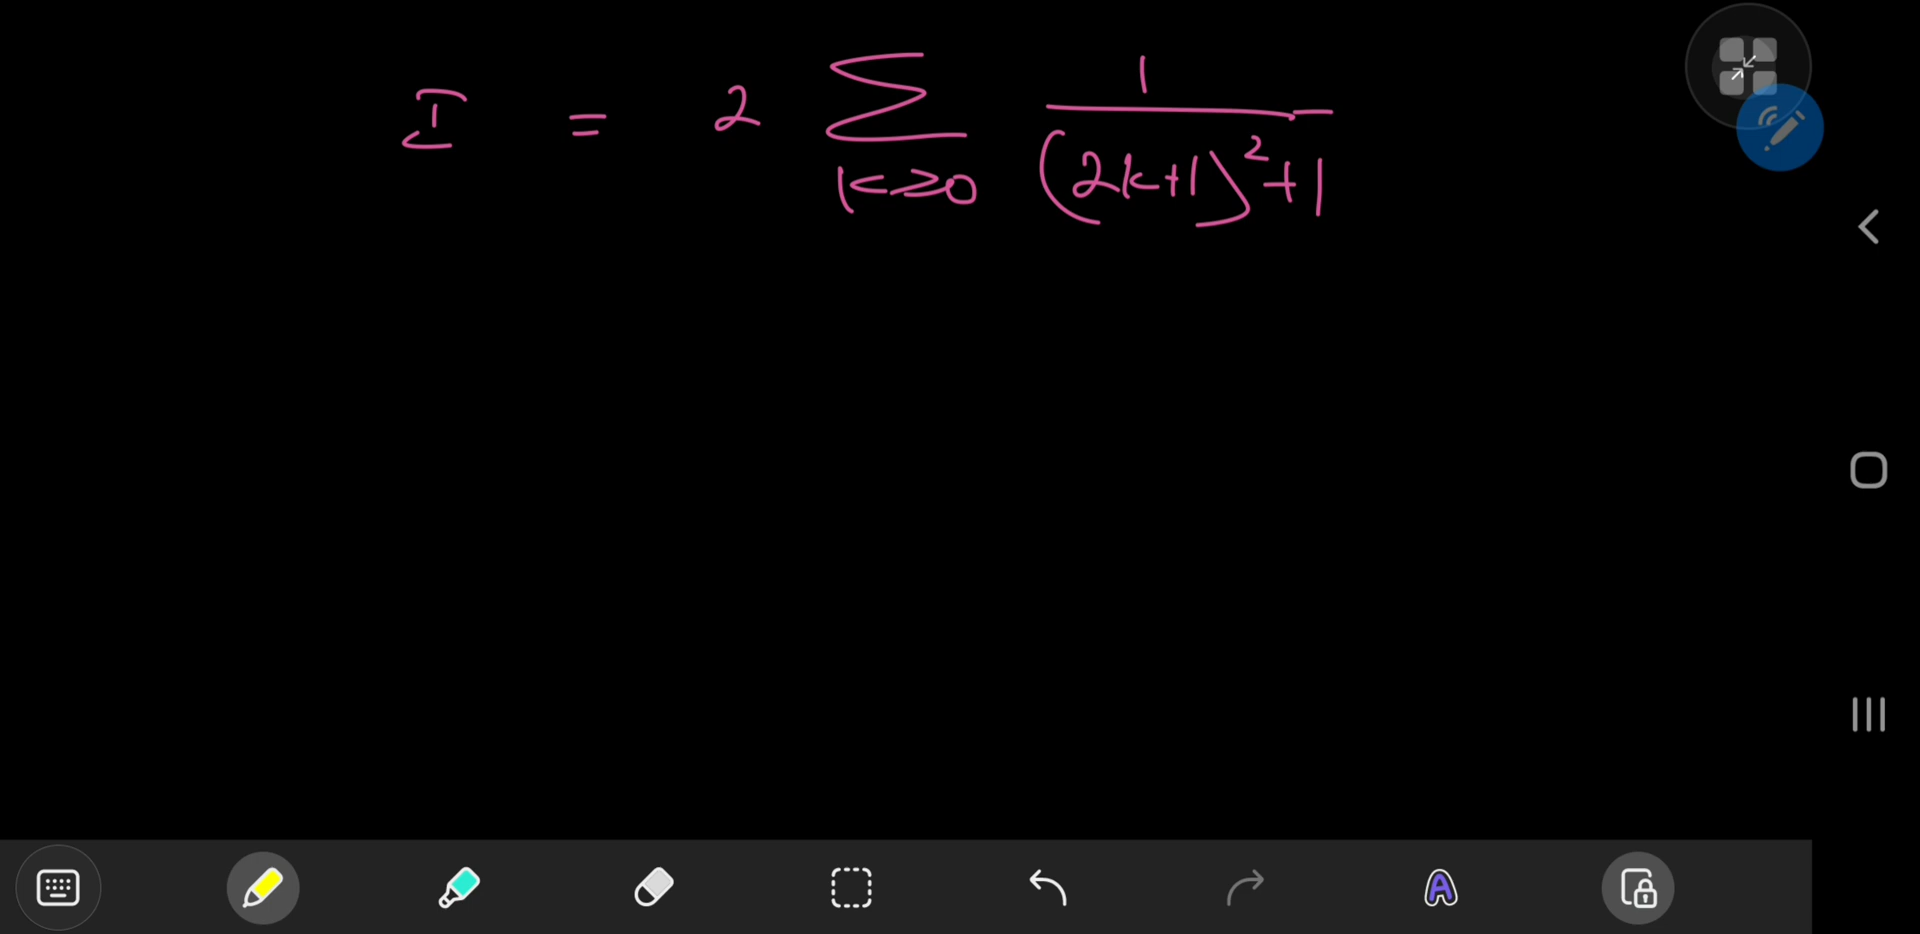 I = 2 ∑_{k≥0} 1/((2k+1)²+1)